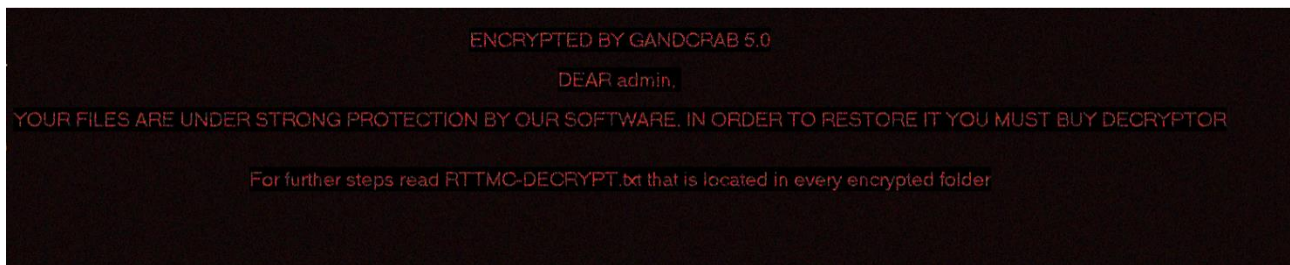 ENCRYPTED BY GANDCRAB 5.0
DEAR admin,
YOUR FILES ARE UNDER STRONG PROTECTION BY OUR SOFTWARE. IN ORDER TO RESTORE IT YOU MUST BUY DECRYPTOR
For further steps read RTTMC-DECRYPT.txt that is located in every encrypted folder